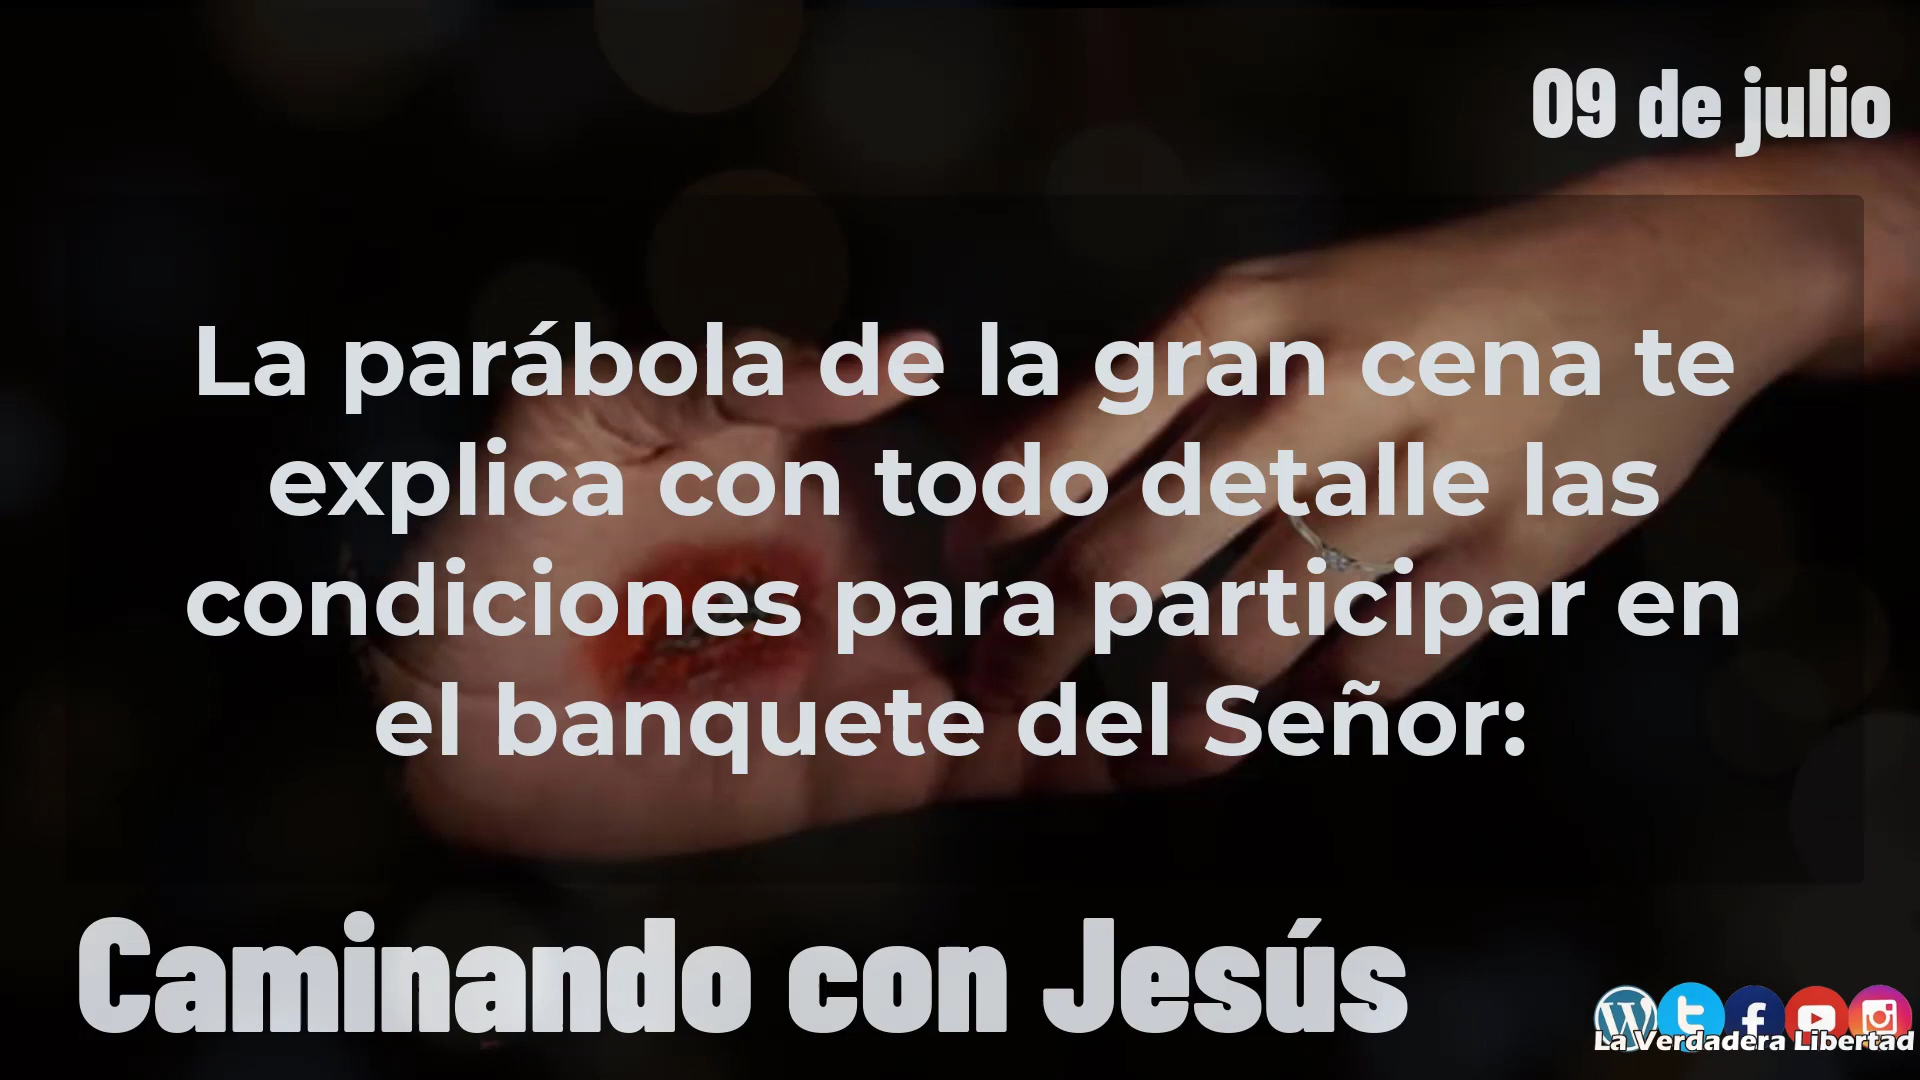 09 de julio
La parábola de la gran cena te
explica con todo detalle las
condiciones para participar en
el banquete del Señor:
Caminando con Jesús
La Verdadera Libertad